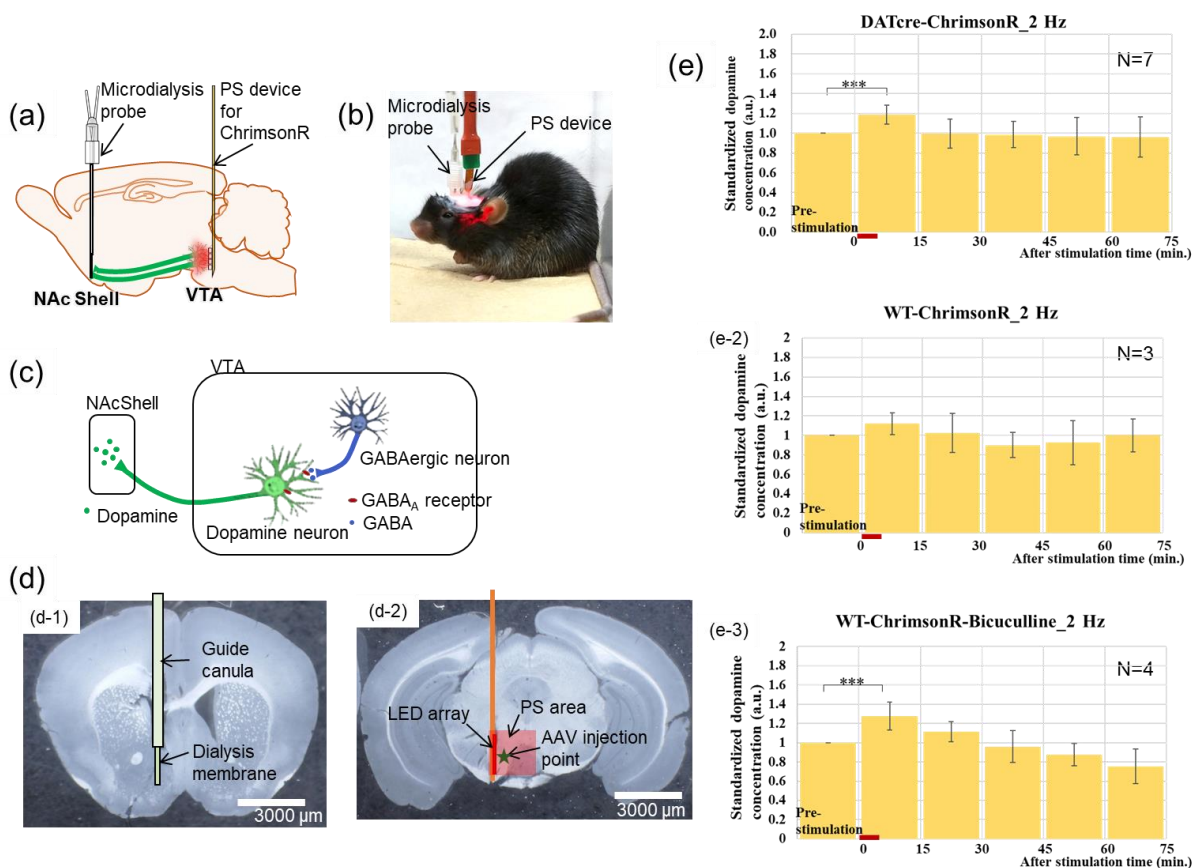 (a)
Microdialysis
probe
PS device
for
ChrimsonR
NAc Shell
VTA
(b)
Microdialysis
probe
PS device
(c)
VTA
NAcShell
GABAergic neuron
GABAA receptor
GABA
Dopamine
Dopamine neuron
(d)
(d-1)
Guide
canula
Dialysis
membrane
3000 µm
(d-2)
LED array
PS area
AAV injection
point
3000 µm
(e)
DATcre-ChrimsonR_2 Hz
N=7
***
Standardized dopamine
concentration (a.u.)
2.0
1.8
1.6
1.4
1.2
1.0
0.8
0.6
0.4
0.2
0.0
Pre-
stimulation
0 15 30 45 60 75
After stimulation time (min.)
(e-2)
WT-ChrimsonR_2 Hz
N=3
Standardized dopamine
concentration (a.u.)
2
1.8
1.6
1.4
1.2
1
0.8
0.6
0.4
0.2
0
Pre-
stimulation
0 15 30 45 60 75
After stimulation time (min.)
(e-3)
WT-ChrimsonR-Bicuculline_2 Hz
N=4
***
Standardized dopamine
concentration (a.u.)
2
1.8
1.6
1.4
1.2
1
0.8
0.6
0.4
0.2
0
Pre-
stimulation
0 15 30 45 60 75
After stimulation time (min.)